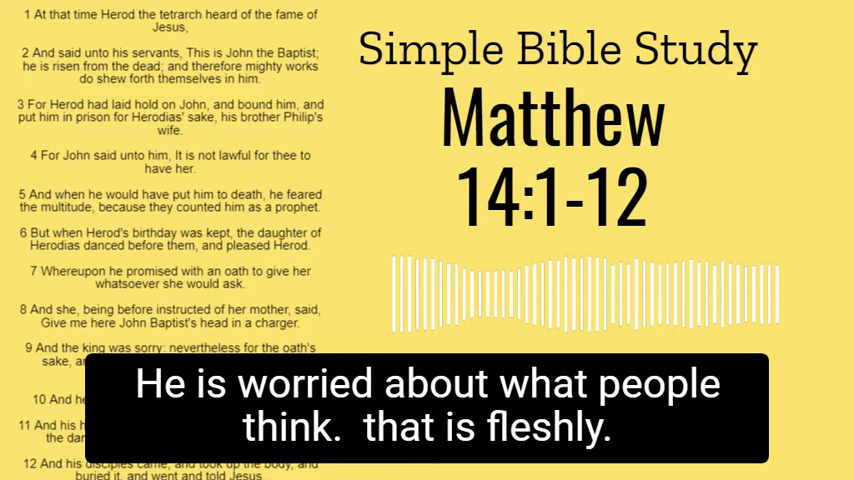 1 At that time Herod the tetrarch heard of the fame of
Jesus,
2 And said unto his servants, This is John the Baptist;
he is risen from the dead; and therefore mighty works
do shew forth themselves in him.
3 For Herod had laid hold on John, and bound him, and
put him in prison for Herodias' sake, his brother Philip's
wife.
4 For John said unto him, It is not lawful for thee to
have her.
5 And when he would have put him to death, he feared
the multitude, because they counted him as a prophet.
6 But when Herod's birthday was kept, the daughter of
Herodias danced before them, and pleased Herod.
7 Whereupon he promised with an oath to give her
whatsoever she would ask.
8 And she, being before instructed of her mother, said,
Give me here John Baptist's head in a charger.
9 And the king was sorry: nevertheless for the oath's
sake,
10 And
11 And his
the
12 And his disciples came, and took up the body, and
buried it, and went and told Jesus.
Simple Bible Study
Matthew
14:1-12
He is worried about what people
think.  that is fleshly.